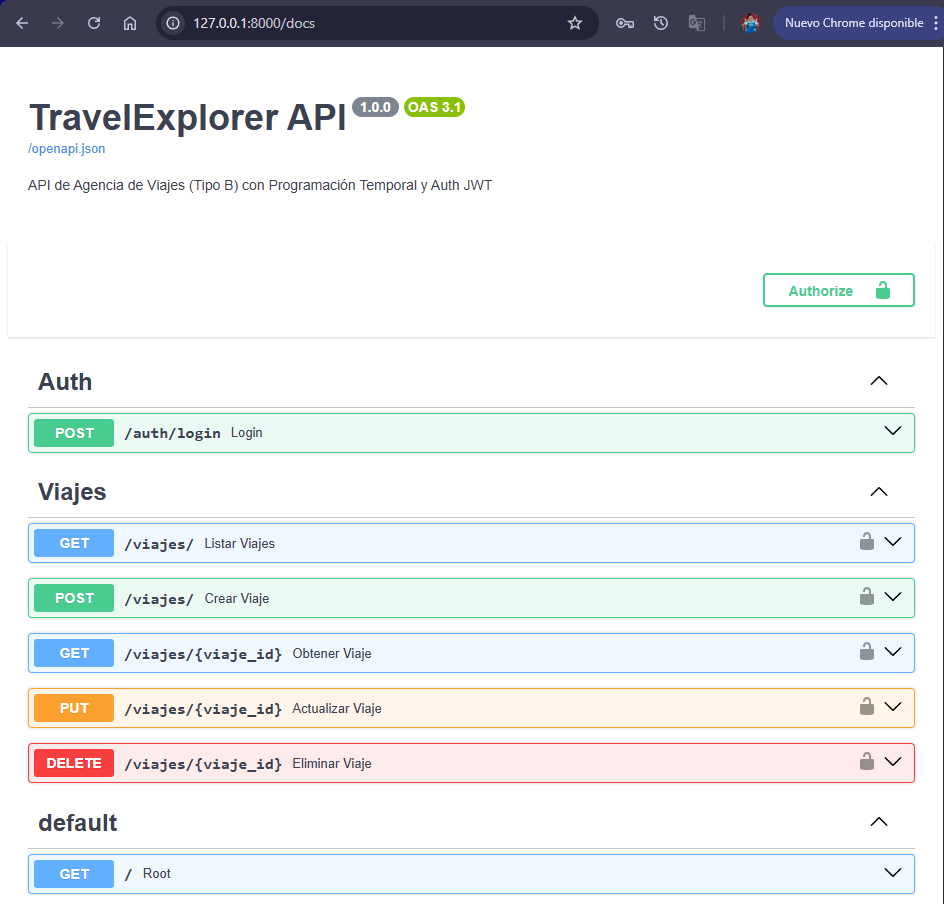 127.0.0.1:8000/docs
Nuevo Chrome disponible
TravelExplorer API 1.0.0 OAS 3.1
/openapi.json
API de Agencia de Viajes (Tipo B) con Programación Temporal y Auth JWT
Authorize
Auth
POST /auth/login Login
Viajes
GET /viajes/ Listar Viajes
POST /viajes/ Crear Viaje
GET /viajes/{viaje_id} Obtener Viaje
PUT /viajes/{viaje_id} Actualizar Viaje
DELETE /viajes/{viaje_id} Eliminar Viaje
default
GET / Root